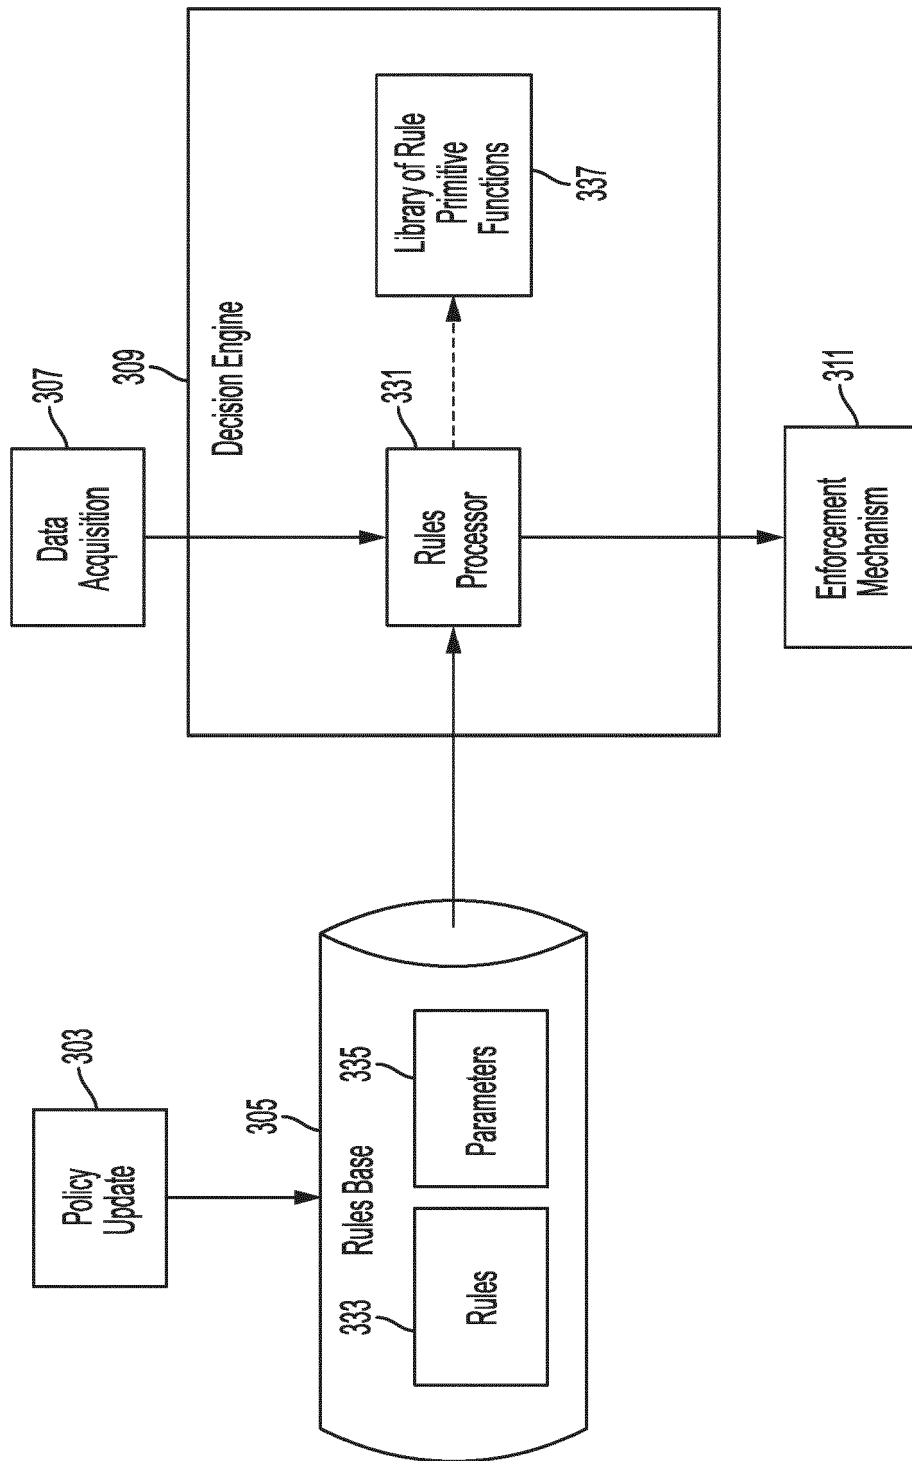 303
Policy
Update
305
Rules Base
333
Rules
335
Parameters
307
Data
Acquisition
309
Decision Engine
331
Rules
Processor
Library of Rule
Primitive
Functions
337
311
Enforcement
Mechanism